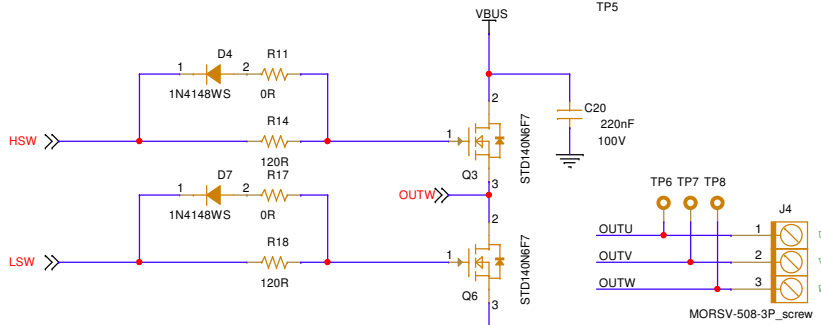 VBUS
TP5
D4
R11
1
2
1N4148WS
0R
2
C20
220nF
100V
R14
HSW
1
120R
STD140N6F7
Q3
3
D7
R17
1
2
OUTW
TP6
TP7
TP8
1N4148WS
0R
2
J4
R18
OUTU
1
LSW
1
OUTV
2
120R
STD140N6F7
OUTW
3
Q6
3
MORSV-508-3P_screw